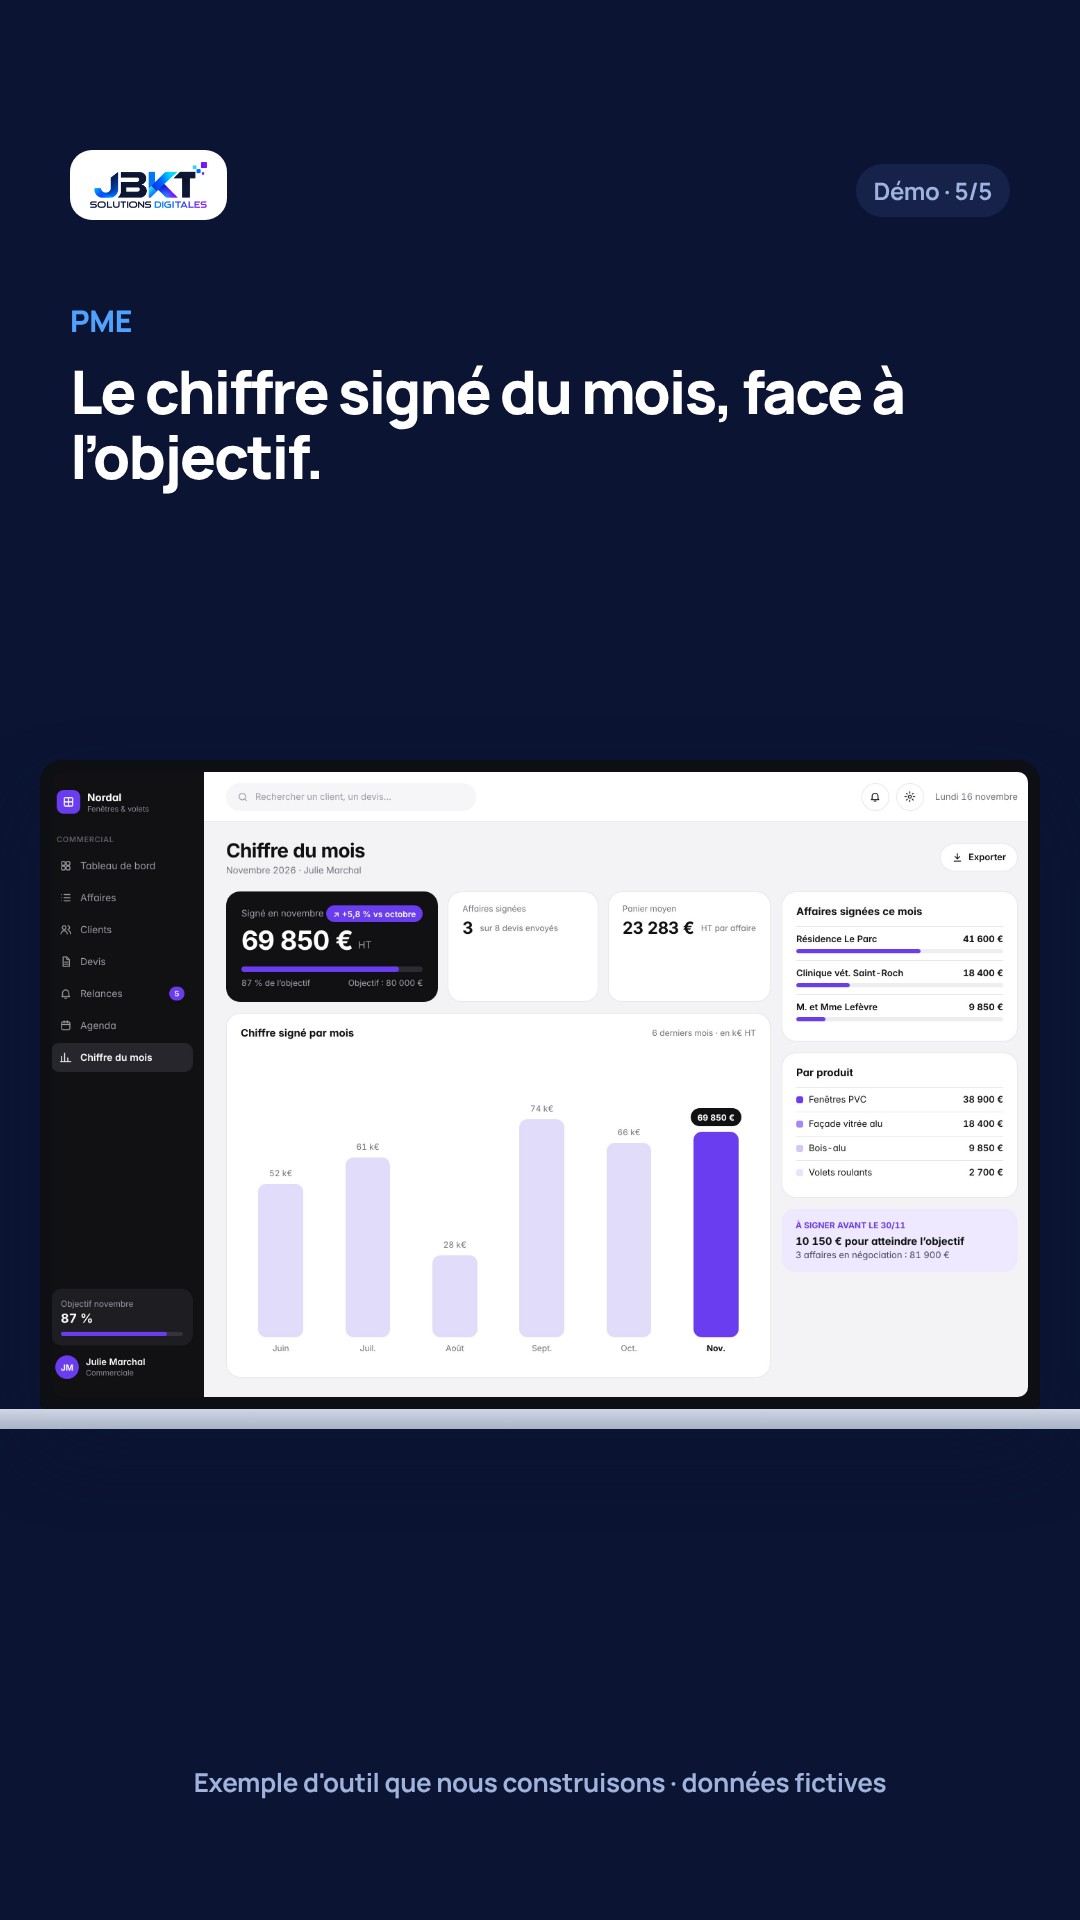 JBKT
SOLUTIONS DIGITALES
Démo · 5/5
PME
Le chiffre signé du mois, face à
l’objectif.
Nordal
Fenêtres & volets
COMMERCIAL
Tableau de bord
Affaires
Clients
Devis
Relances 5
Agenda
Chiffre du mois
Objectif novembre
87 %
JM
Julie Marchal
Commerciale
Rechercher un client, un devis...
Lundi 16 novembre
Chiffre du mois
Novembre 2026 · Julie Marchal
Exporter
Signé en novembre
↗ +5,8 % vs octobre
69 850 € HT
87 % de l’objectif
Objectif : 80 000 €
Affaires signées
3 sur 8 devis envoyés
Panier moyen
23 283 € HT par affaire
Chiffre signé par mois
6 derniers mois · en k€ HT
52 k€
61 k€
28 k€
74 k€
66 k€
69 850 €
Juin
Juil.
Août
Sept.
Oct.
Nov.
Affaires signées ce mois
Résidence Le Parc 41 600 €
Clinique vét. Saint-Roch 18 400 €
M. et Mme Lefèvre 9 850 €
Par produit
Fenêtres PVC 38 900 €
Façade vitrée alu 18 400 €
Bois-alu 9 850 €
Volets roulants 2 700 €
À SIGNER AVANT LE 30/11
10 150 € pour atteindre l’objectif
3 affaires en négociation : 81 900 €
Exemple d'outil que nous construisons · données fictives